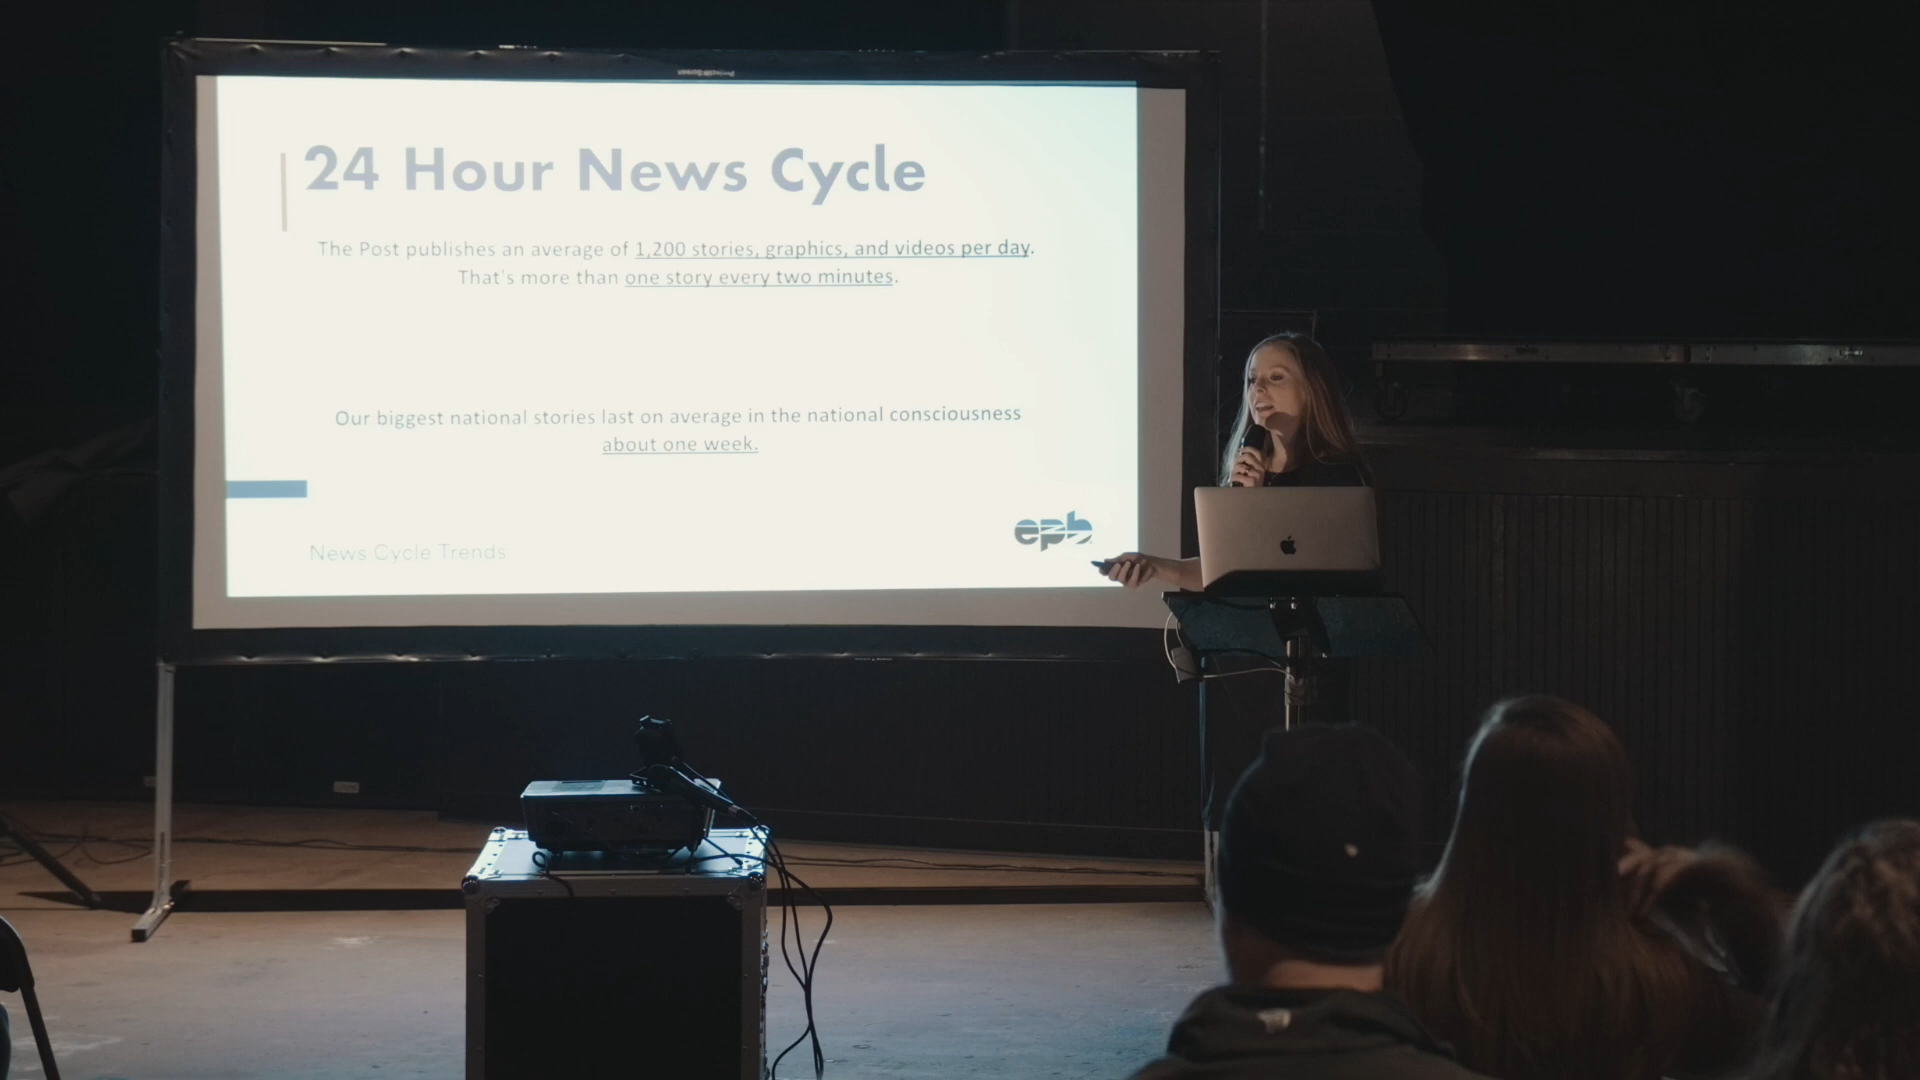 24 Hour News Cycle
The Post publishes an average of 1,200 stories, graphics, and videos per day.
That's more than one story every two minutes.
Our biggest national stories last on average in the national consciousness
about one week.
epb
News Cycle Trends